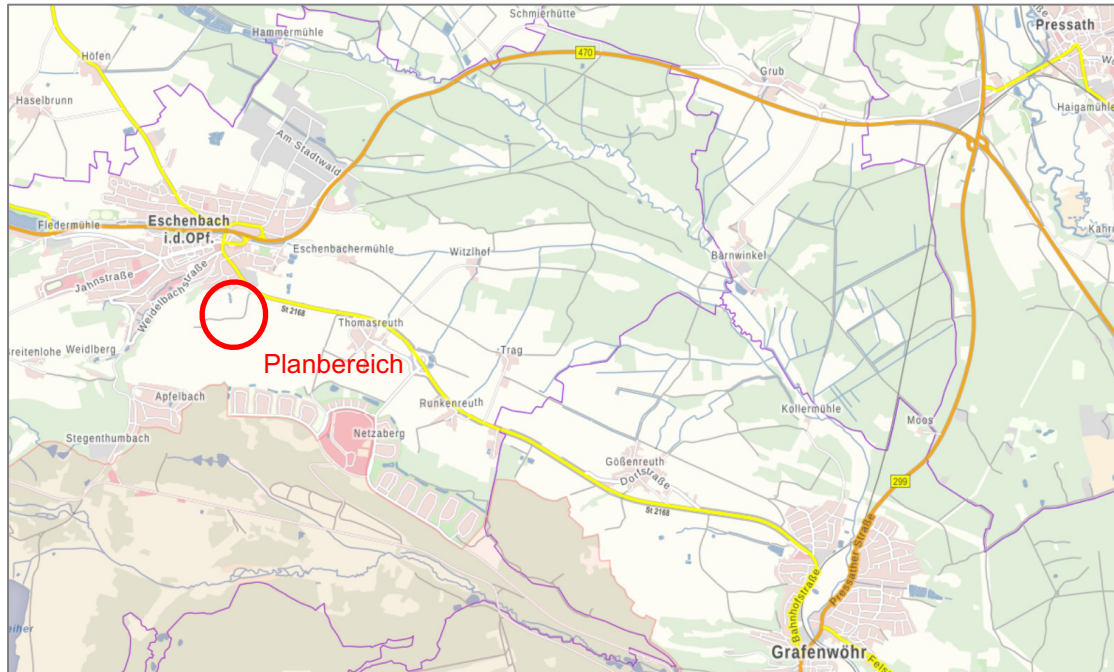 Schmierhütte
Pressath
Hammermühle
470
Höfen
Grub
Haselbrunn
Haigamühle
Am Stadtwald
Eschenbach
i.d.OPf.
Fledermühle
Eschenbachermühle
Witzlhof
Bärnwinkel
Jahnstraße
Weidelbachstraße
St 2168
Thomasreuth
Planbereich
Breitenlohe
Weidlberg
Trag
Apfelbach
Runkenreuth
Kollermühle
Moos
Stegenthumbach
Netzaberg
Gößenreuth
Dorfstraße
299
St 2168
Pressather Straße
Bahnhofstraße
Grafenwöhr